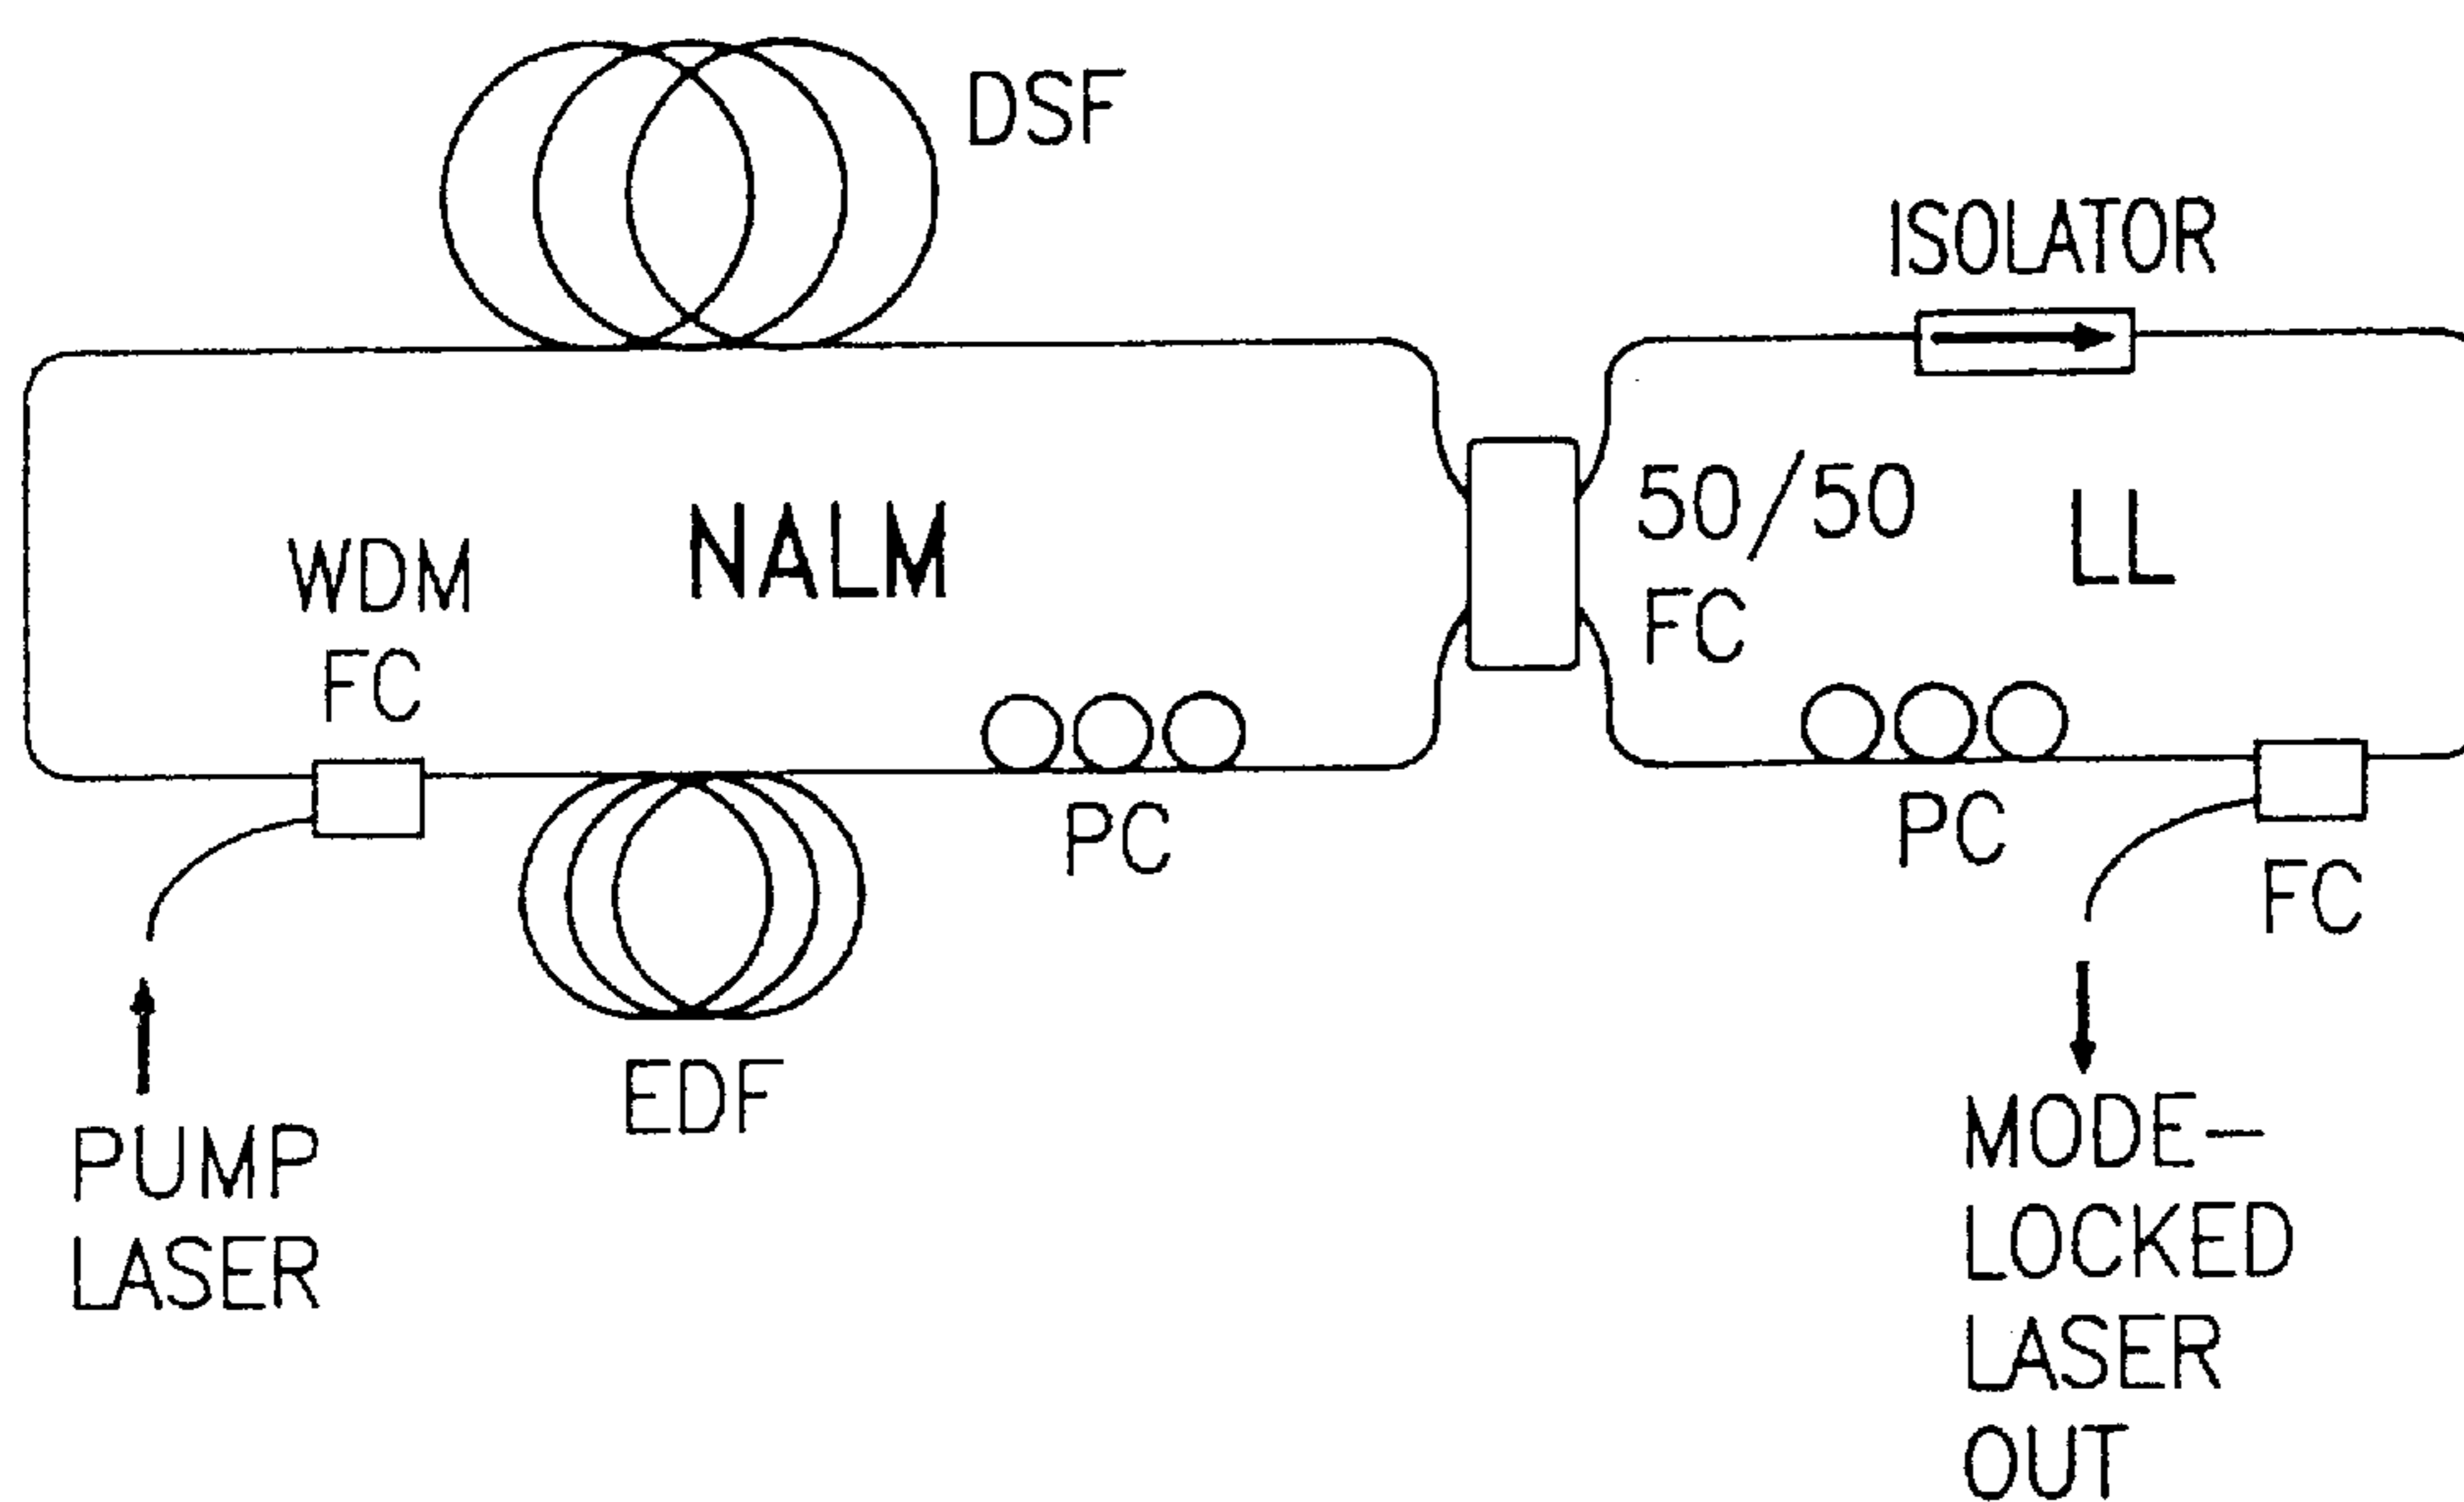 DSF
ISOLATOR
50/50
FC
LL
NALM
WDM
FC
PC
PC
FC
EDF
PUMP
LASER
MODE-
LOCKED
LASER
OUT